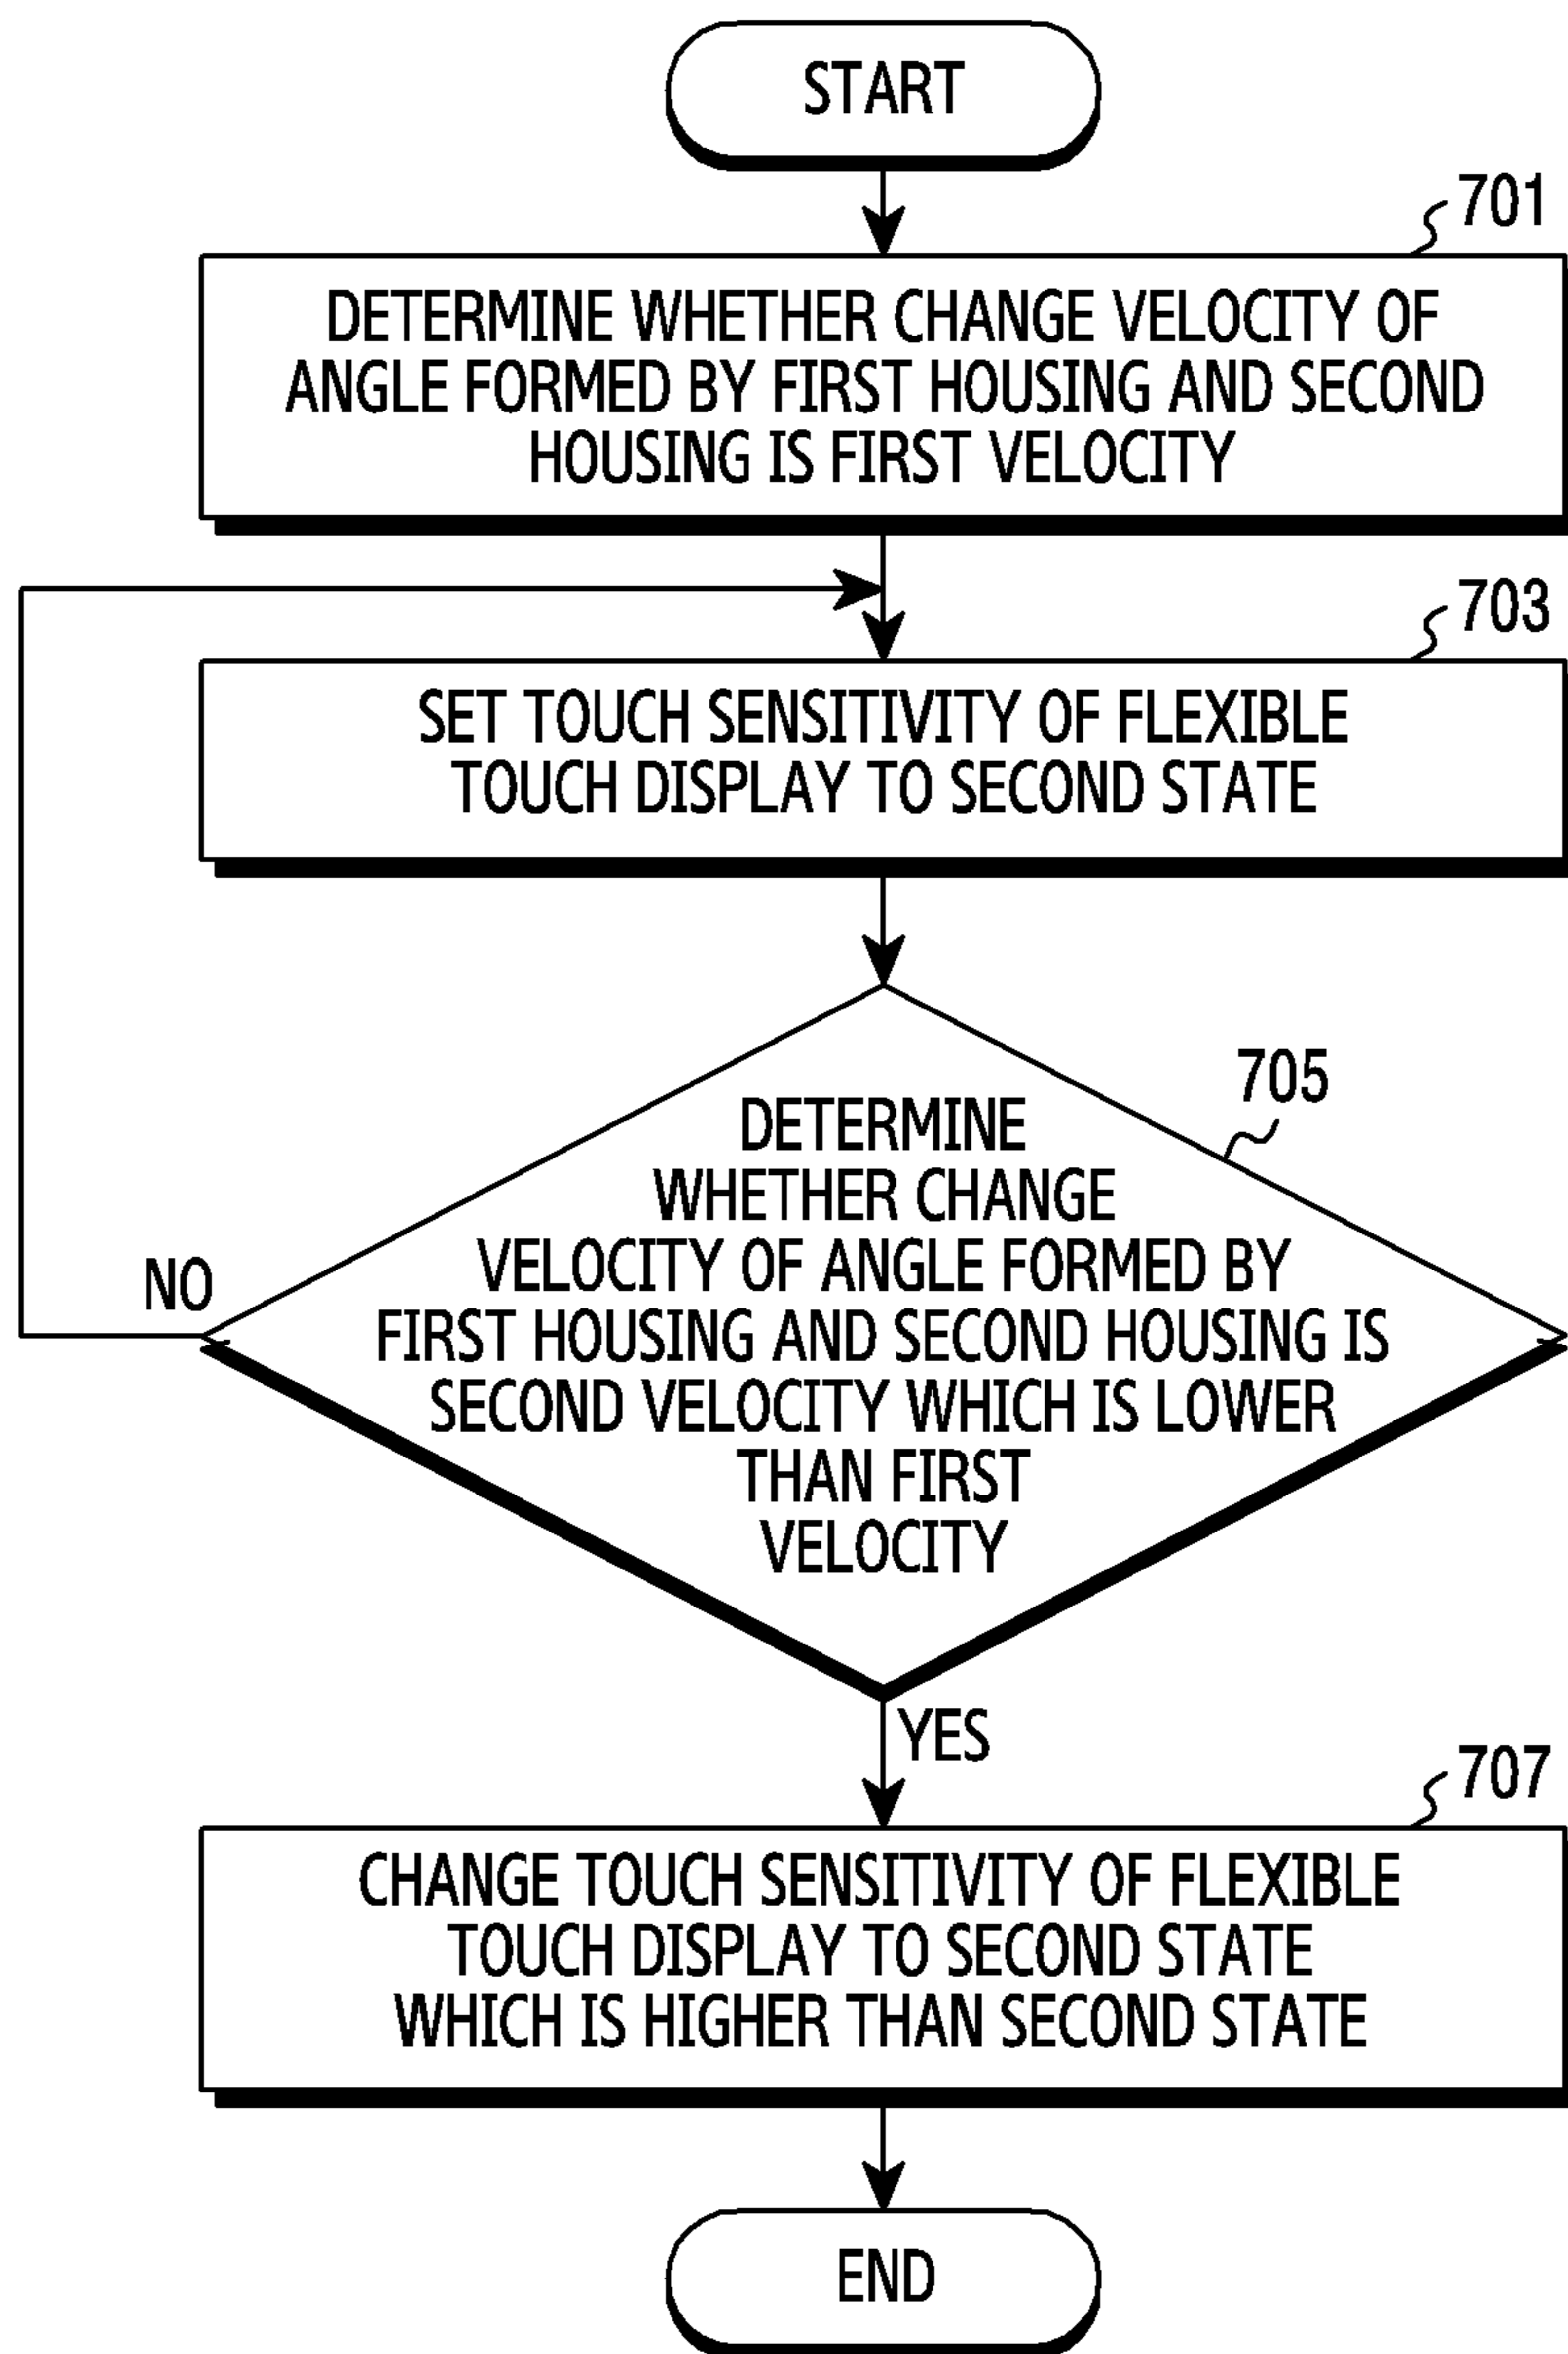 START
701
DETERMINE WHETHER CHANGE VELOCITY OF
ANGLE FORMED BY FIRST HOUSING AND SECOND
HOUSING IS FIRST VELOCITY
703
SET TOUCH SENSITIVITY OF FLEXIBLE
TOUCH DISPLAY TO SECOND STATE
705
DETERMINE
WHETHER CHANGE
VELOCITY OF ANGLE FORMED BY
FIRST HOUSING AND SECOND HOUSING IS
SECOND VELOCITY WHICH IS LOWER
THAN FIRST
VELOCITY
NO
YES
707
CHANGE TOUCH SENSITIVITY OF FLEXIBLE
TOUCH DISPLAY TO SECOND STATE
WHICH IS HIGHER THAN SECOND STATE
END